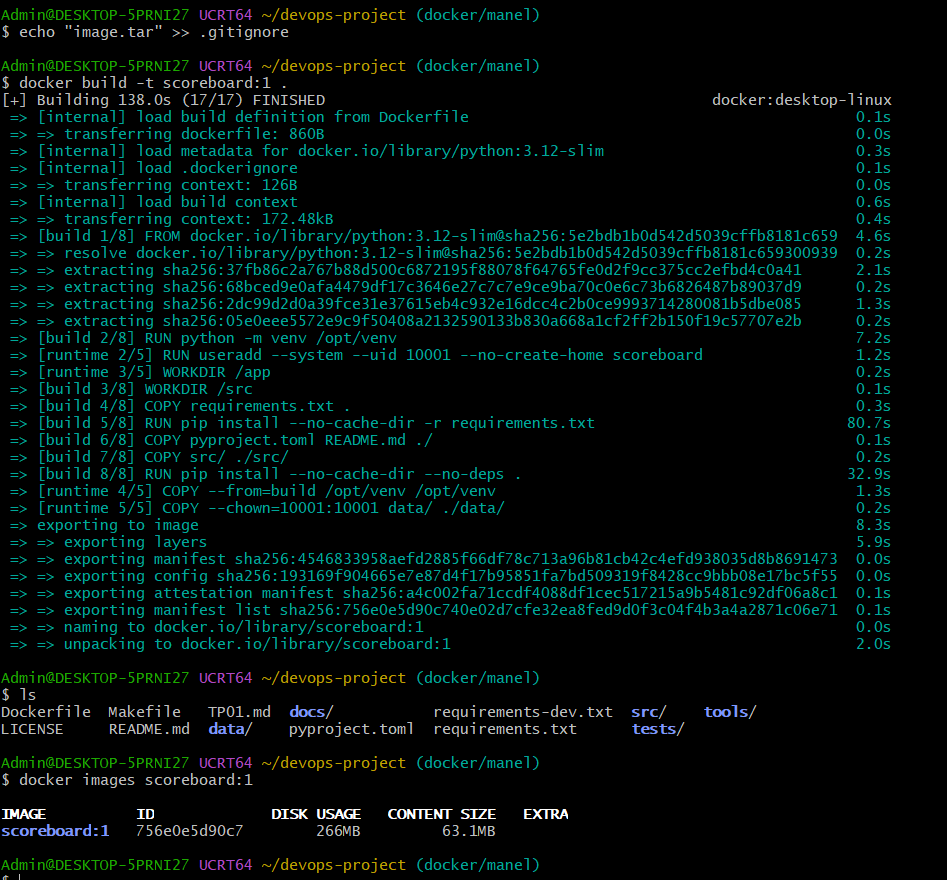 Admin@DESKTOP-5PRNI27 UCRT64 ~/devops-project (docker/manel)
$ echo "image.tar" >> .gitignore
Admin@DESKTOP-5PRNI27 UCRT64 ~/devops-project (docker/manel)
$ docker build -t scoreboard:1 .
[+] Building 138.0s (17/17) FINISHED docker:desktop-linux
=> [internal] load build definition from Dockerfile 0.1s
=> => transferring dockerfile: 860B 0.0s
=> [internal] load metadata for docker.io/library/python:3.12-slim 0.3s
=> [internal] load .dockerignore 0.1s
=> => transferring context: 126B 0.0s
=> [internal] load build context 0.6s
=> => transferring context: 172.48kB 0.4s
=> [build 1/8] FROM docker.io/library/python:3.12-slim@sha256:5e2bdb1b0d542d5039cffb8181c659 4.6s
=> => resolve docker.io/library/python:3.12-slim@sha256:5e2bdb1b0d542d5039cffb8181c659300939 0.2s
=> => extracting sha256:37fb86c2a767b88d500c6872195f88078f64765fe0d2f9cc375cc2efbd4c0a41 2.1s
=> => extracting sha256:68bced9e0afa4479df17c3646e27c7c7e9ce9ba70c0e6c73b6826487b89037d9 0.2s
=> => extracting sha256:2dc99d2d0a39fce31e37615eb4c932e16dcc4c2b0ce9993714280081b5dbe085 1.3s
=> => extracting sha256:05e0eee5572e9c9f50408a2132590133b830a668a1cf2ff2b150f19c57707e2b 0.2s
=> [build 2/8] RUN python -m venv /opt/venv 7.2s
=> [runtime 2/5] RUN useradd --system --uid 10001 --no-create-home scoreboard 1.2s
=> [runtime 3/5] WORKDIR /app 0.2s
=> [build 3/8] WORKDIR /src 0.1s
=> [build 4/8] COPY requirements.txt . 0.3s
=> [build 5/8] RUN pip install --no-cache-dir -r requirements.txt 80.7s
=> [build 6/8] COPY pyproject.toml README.md ./ 0.1s
=> [build 7/8] COPY src/ ./src/ 0.2s
=> [build 8/8] RUN pip install --no-cache-dir --no-deps . 32.9s
=> [runtime 4/5] COPY --from=build /opt/venv /opt/venv 1.3s
=> [runtime 5/5] COPY --chown=10001:10001 data/ ./data/ 0.2s
=> exporting to image 8.3s
=> => exporting layers 5.9s
=> => exporting manifest sha256:4546833958aefd2885f66df78c713a96b81cb42c4efd938035d8b8691473 0.0s
=> => exporting config sha256:193169f904665e7e87d4f17b95851fa7bd509319f8428cc9bbb08e17bc5f55 0.0s
=> => exporting attestation manifest sha256:a4c002fa71ccdf4088df1cec517215a9b5481c92df06a8c1 0.1s
=> => exporting manifest list sha256:756e0e5d90c740e02d7cfe32ea8fed9d0f3c04f4b3a4a2871c06e71 0.1s
=> => naming to docker.io/library/scoreboard:1 0.0s
=> => unpacking to docker.io/library/scoreboard:1 2.0s
Admin@DESKTOP-5PRNI27 UCRT64 ~/devops-project (docker/manel)
$ ls
Dockerfile Makefile TP01.md docs/ requirements-dev.txt src/ tools/
LICENSE README.md data/ pyproject.toml requirements.txt tests/
Admin@DESKTOP-5PRNI27 UCRT64 ~/devops-project (docker/manel)
$ docker images scoreboard:1
IMAGE ID DISK USAGE CONTENT SIZE EXTRA
scoreboard:1 756e0e5d90c7 266MB 63.1MB
Admin@DESKTOP-5PRNI27 UCRT64 ~/devops-project (docker/manel)
$